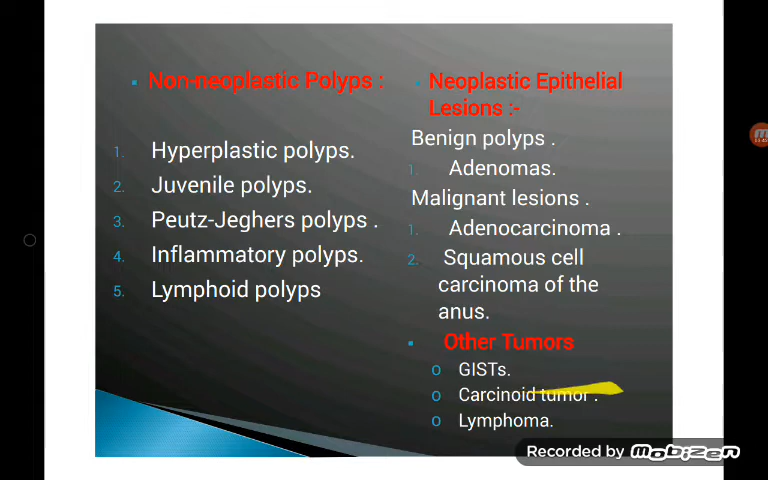 Non-neoplastic Polyps :
1. Hyperplastic polyps.
2. Juvenile polyps.
3. Peutz-Jeghers polyps .
4. Inflammatory polyps.
5. Lymphoid polyps
Neoplastic Epithelial
Lesions :-
Benign polyps .
1. Adenomas.
Malignant lesions .
1. Adenocarcinoma .
2. Squamous cell
carcinoma of the
anus.
Other Tumors
o GISTs.
o Carcinoid tumor .
o Lymphoma.
Recorded by Mobizen